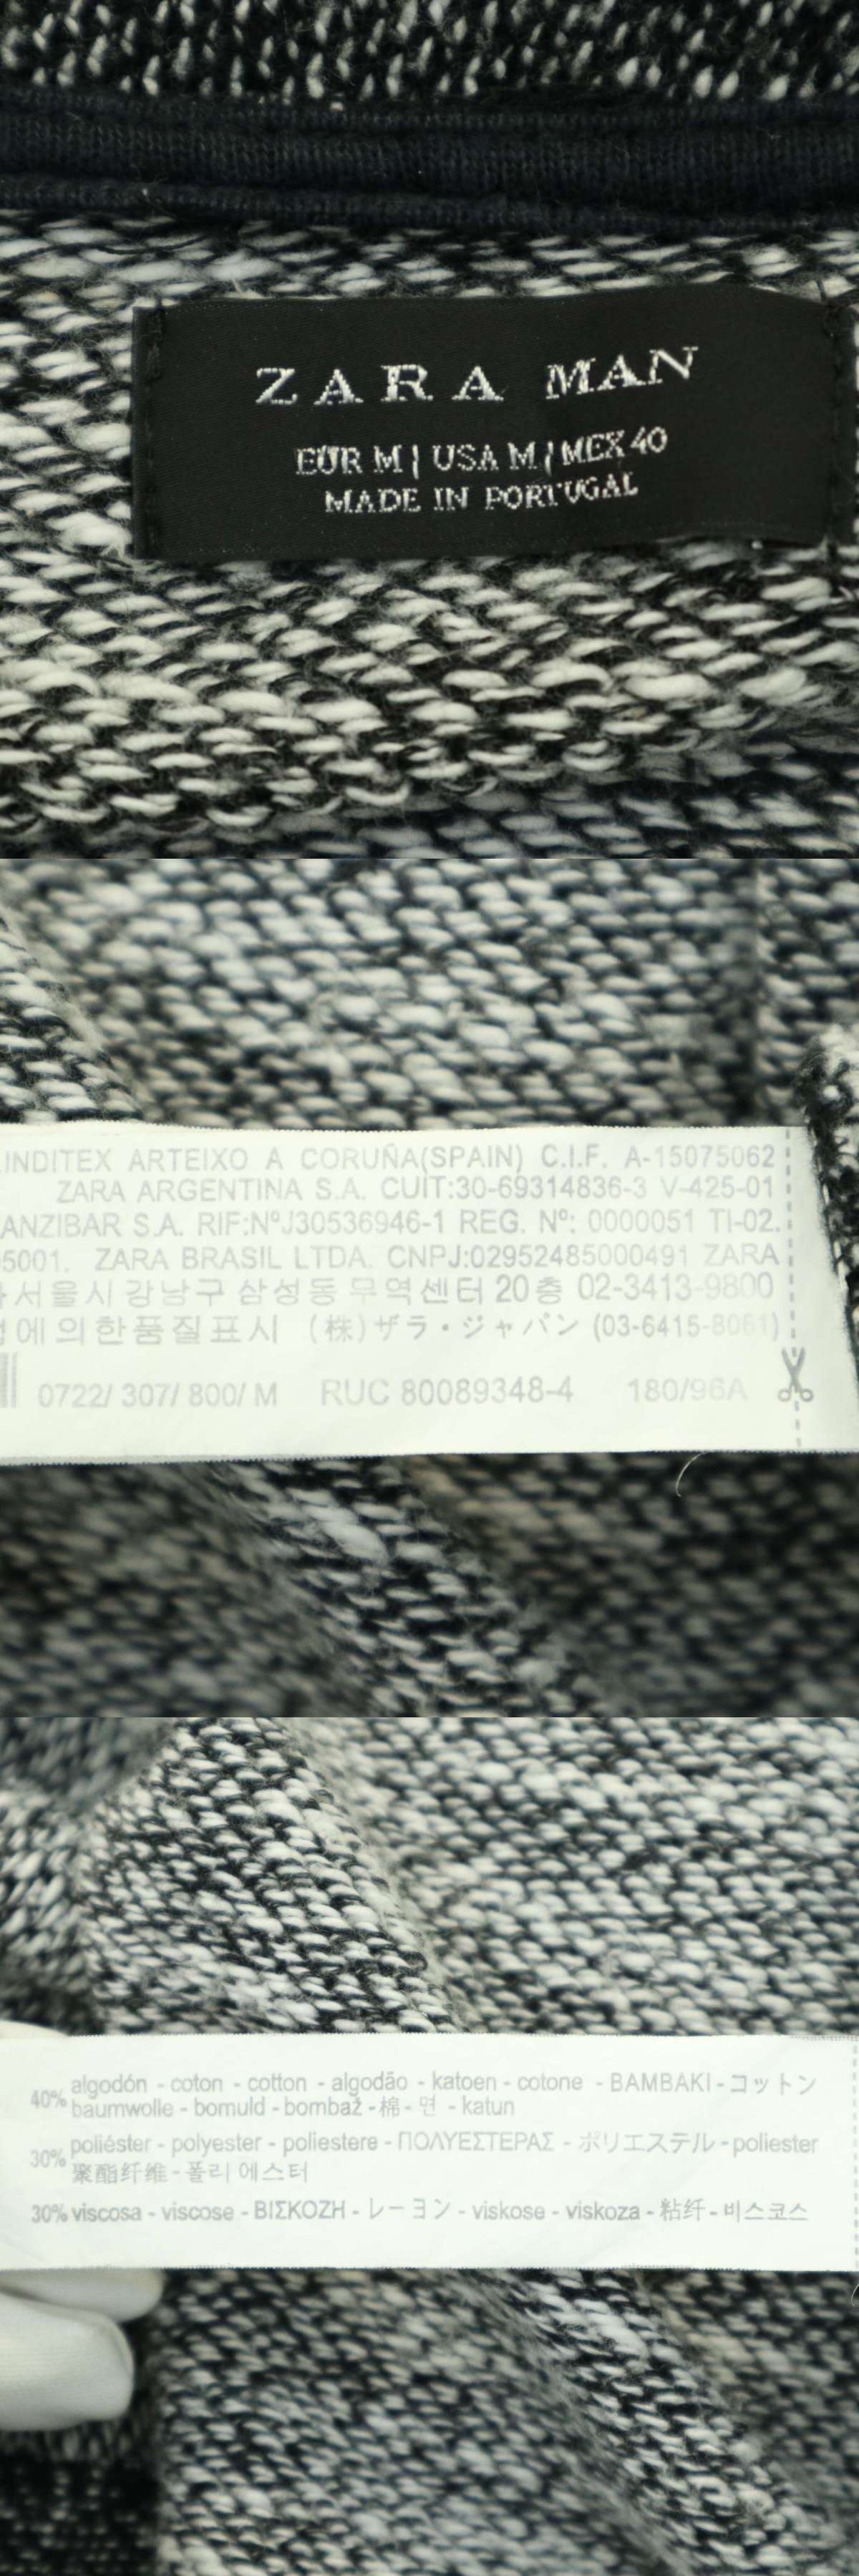 ZARA MAN
EUR M | USA M | MEX 40
MADE IN PORTUGAL
INDITEX ARTEIXO A CORUÑA(SPAIN) C.I.F. A-15075062
ZARA ARGENTINA S.A. CUIT:30-69314836-3 V-425-01
ANZIBAR S.A. RIF:NºJ30536946-1 REG. Nº: 0000051 TI-02.
5001. ZARA BRASIL LTDA. CNPJ:02952485000491 ZARA
서울시 강남구 삼성동 무역센터 20층 02-3413-9800
에의한품질표시 (株)ザラ・ジャパン (03-6415-8061)
0722/ 307/ 800/ M RUC 80089348-4 180/96A
40% algodón - coton - cotton - algodão - katoen - cotone - BAMBAKI - コットン
baumwolle - bomuld - bombaž - 棉 - 면 - katun
30% poliéster - polyester - poliestere - ΠΟΛΥΕΣΤΕΡΑΣ - ポリエステル - poliester
聚酯纤维 - 폴리에스터
30% viscosa - viscose - ΒΙΣΚΟΖΗ - レーヨン - viskose - viskoza - 粘纤 - 비스코스